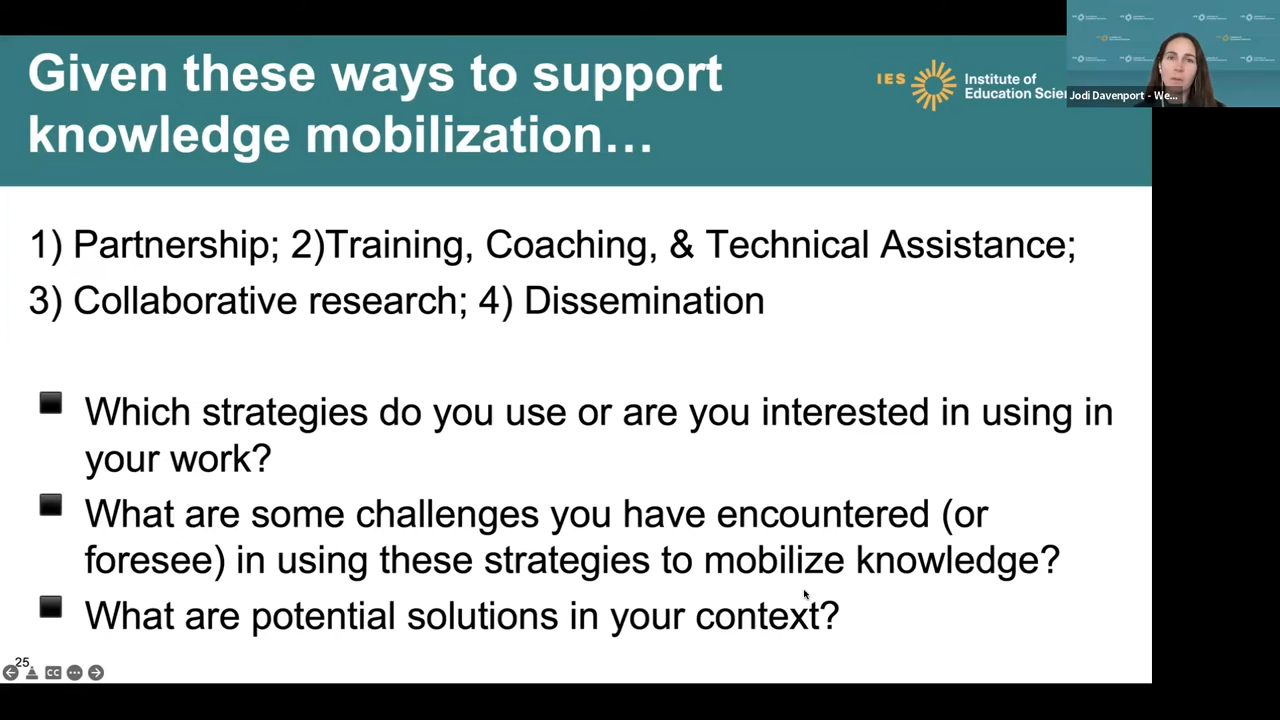 Given these ways to support
knowledge mobilization…
IES
Institute of
Education Scien
Jodi Davenport - We...
1) Partnership; 2)Training, Coaching, & Technical Assistance;
3) Collaborative research; 4) Dissemination
Which strategies do you use or are you interested in using in
your work?
What are some challenges you have encountered (or
foresee) in using these strategies to mobilize knowledge?
What are potential solutions in your context?
25
CC